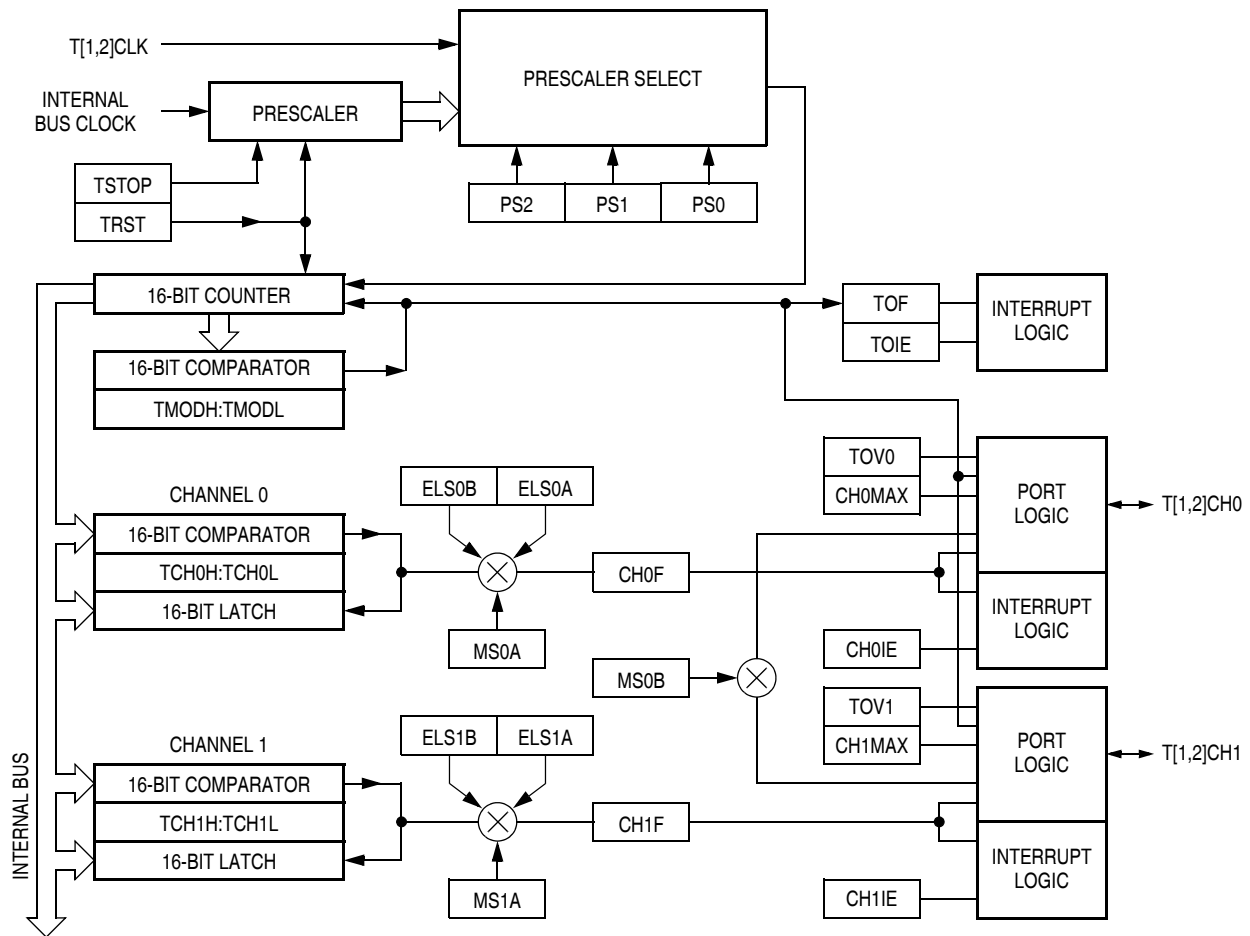 T[1,2]CLK
PRESCALER SELECT
INTERNAL
BUS CLOCK
PRESCALER
TSTOP
TRST
PS2
PS1
PS0
16-BIT COUNTER
TOF
TOIE
INTERRUPT
LOGIC
16-BIT COMPARATOR
TMODH:TMODL
TOV0
CH0MAX
PORT
LOGIC
T[1,2]CH0
CHANNEL 0
ELS0B
ELS0A
16-BIT COMPARATOR
TCH0H:TCH0L
16-BIT LATCH
CH0F
INTERRUPT
LOGIC
MS0A
CH0IE
MS0B
TOV1
CH1MAX
PORT
LOGIC
T[1,2]CH1
CHANNEL 1
ELS1B
ELS1A
16-BIT COMPARATOR
TCH1H:TCH1L
16-BIT LATCH
CH1F
INTERRUPT
LOGIC
MS1A
CH1IE
INTERNAL BUS